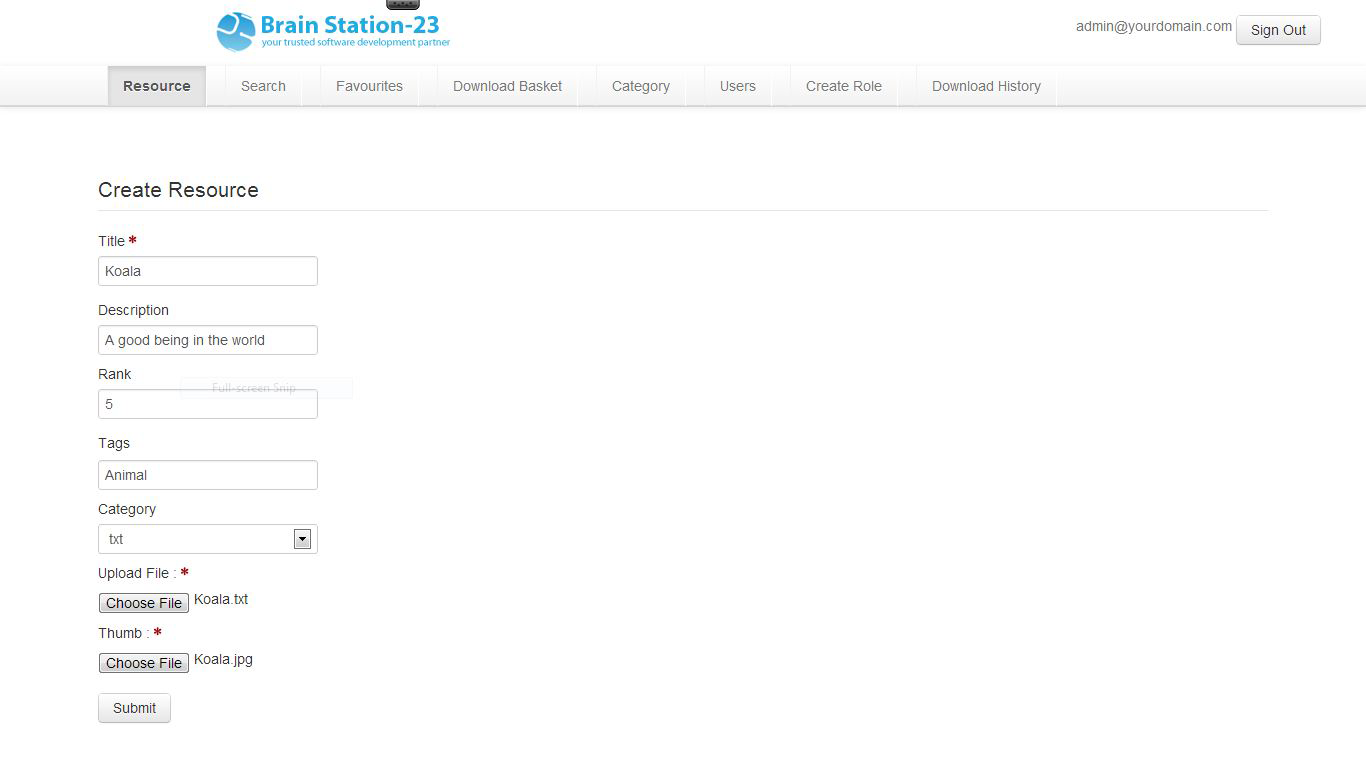 Brain Station-23
your trusted software development partner
admin@yourdomain.com Sign Out
Resource Search Favourites Download Basket Category Users Create Role Download History
Create Resource
Title *
Koala
Description
A good being in the world
Rank
Full-screen Snip
5
Tags
Animal
Category
txt
Upload File : *
Choose File Koala.txt
Thumb : *
Choose File Koala.jpg
Submit